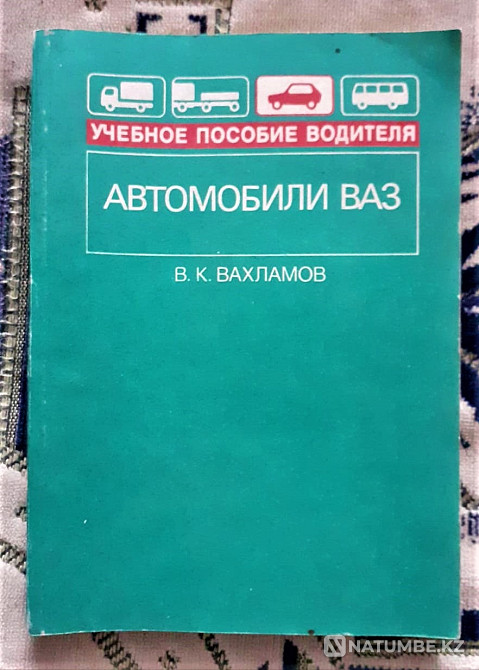 УЧЕБНОЕ ПОСОБИЕ ВОДИТЕЛЯ
АВТОМОБИЛИ ВАЗ
В. К. ВАХЛАМОВ
NATUMBE.KZ